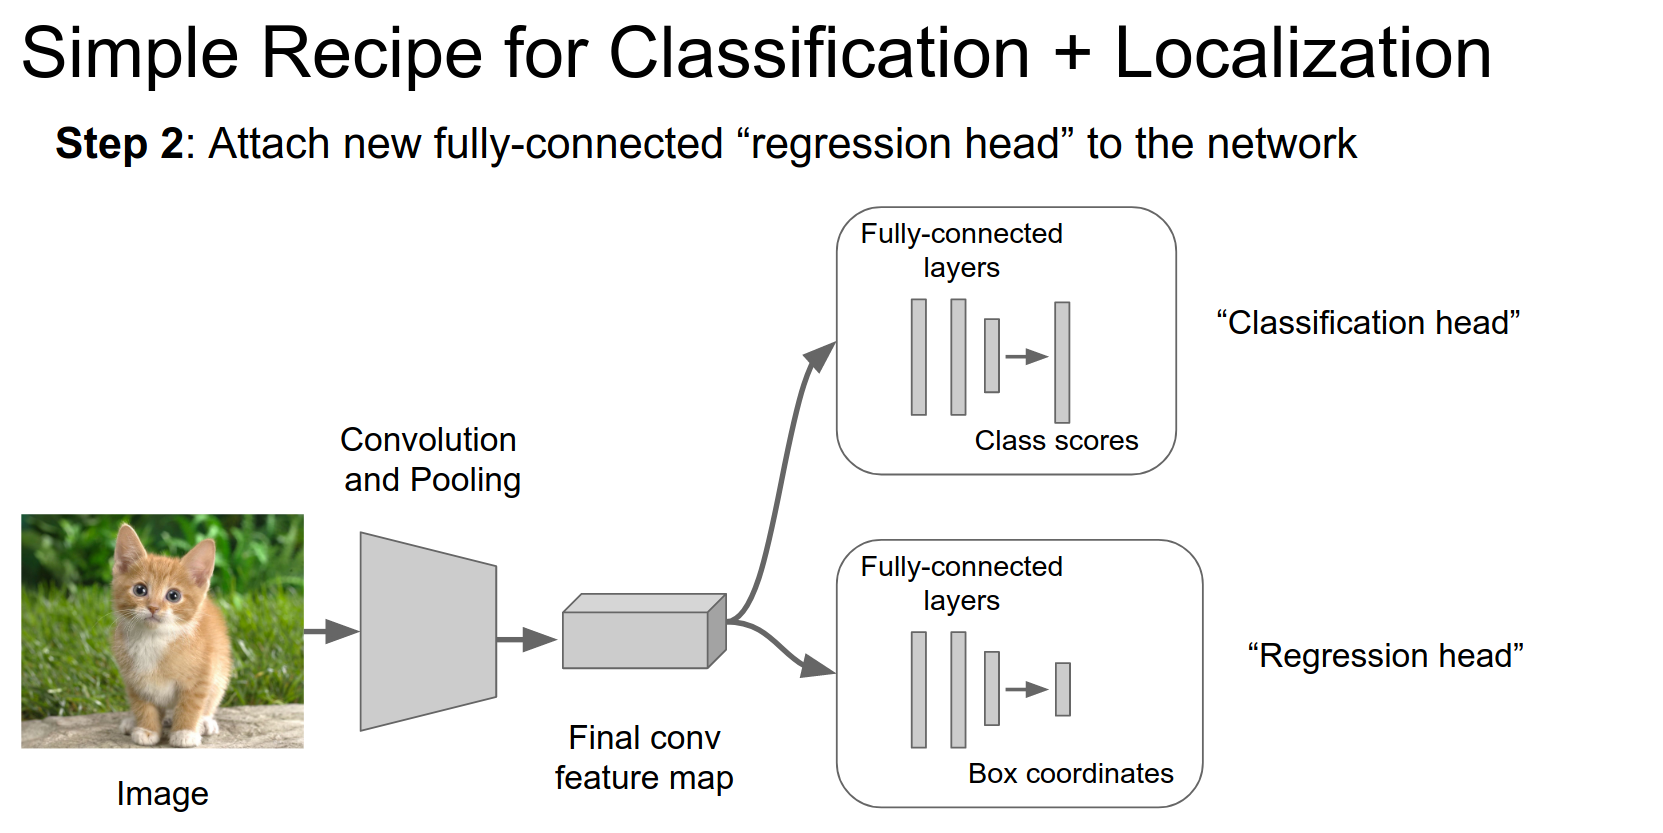 Simple Recipe for Classification + Localization
Step 2: Attach new fully-connected “regression head” to the network
Fully-connected
layers
Class scores
“Classification head”
Convolution
and Pooling
Fully-connected
layers
Box coordinates
“Regression head”
Final conv
feature map
Image